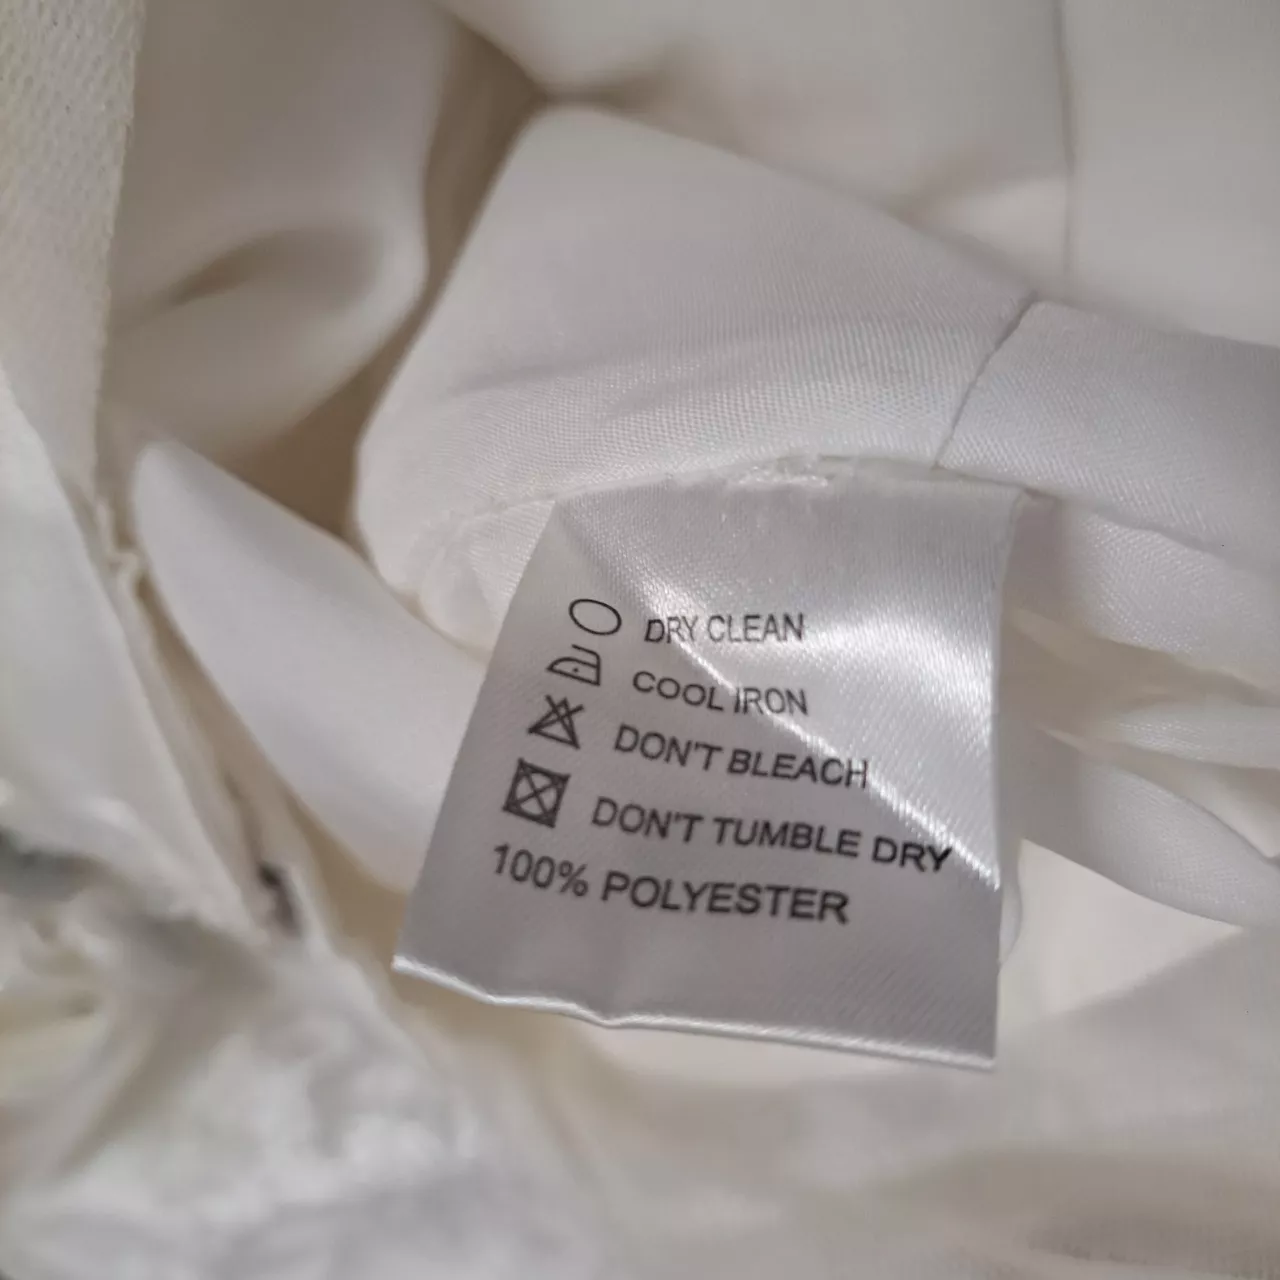 DRY CLEAN
COOL IRON
DON'T BLEACH
DON'T TUMBLE DRY
100% POLYESTER